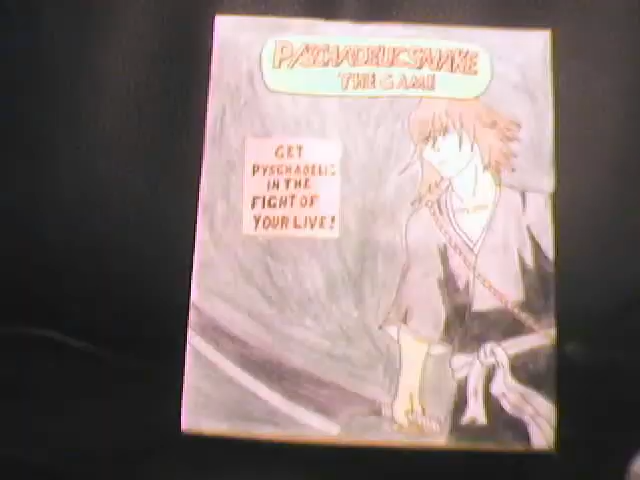 PYSCHADELICSNAKE
THE GAME
GET
PYSCHADELIC
IN THE
FIGHT OF
YOUR LIVE!